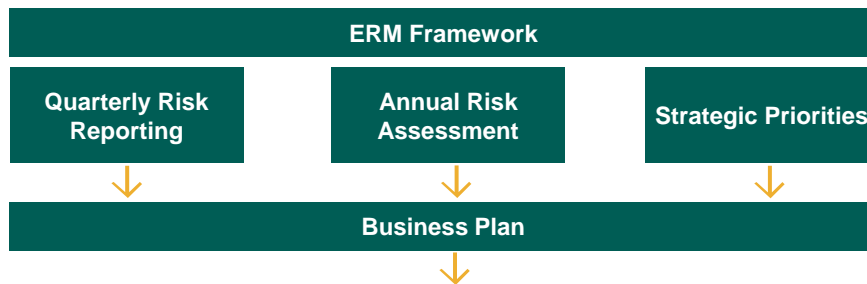 ERM Framework
Quarterly Risk
Reporting
Annual Risk
Assessment
Strategic Priorities
Business Plan